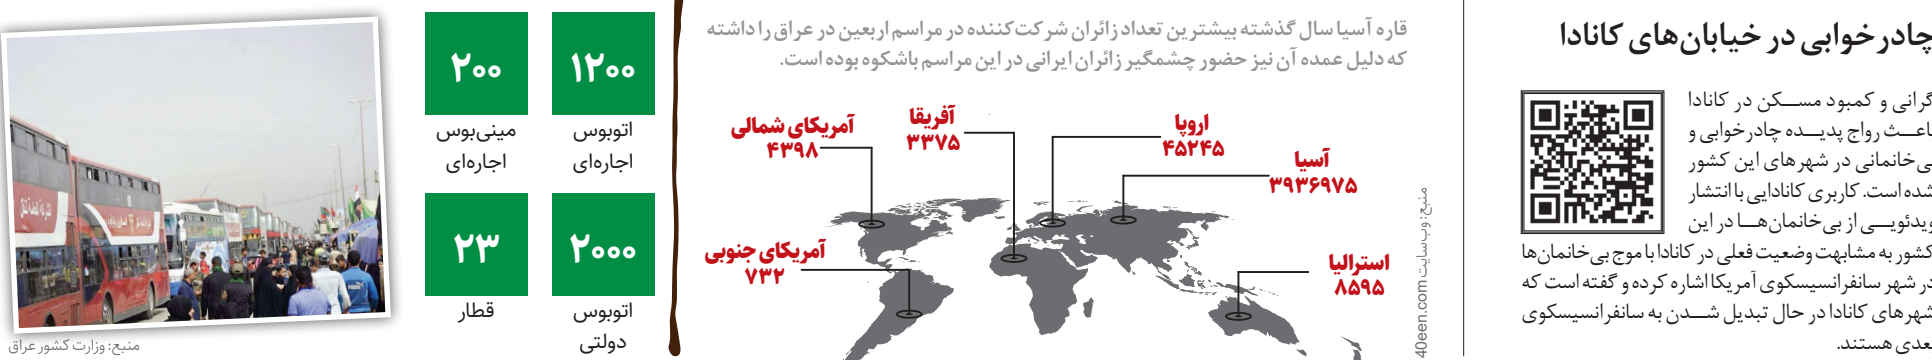 چادرخوابی در خیابان‌های کانادا
گرانی و کمبود مسکن در کانادا
باعث رواج پدیده چادرخوابی و
بی‌خانمانی در شهرهای این کشور
شده است. کاربری کانادایی با انتشار
ویدئویی از بی‌خانمان‌ها در این
کشور به مشابهت وضعیت فعلی در کانادا با موج بی‌خانمان‌ها
در شهر سانفرانسیسکوی آمریکا اشاره کرده و گفته است که
شهرهای کانادا در حال تبدیل شدن به سانفرانسیسکوی
بعدی هستند.
قاره آسیا سال گذشته بیشترین تعداد زائران شرکت‌کننده در مراسم اربعین در عراق را داشته
که دلیل عمده آن نیز حضور چشمگیر زائران ایرانی در این مراسم باشکوه بوده است.
آسیا
۳۹۳۶۹۷۵
اروپا
۴۵۲۴۵
آفریقا
۳۳۷۵
آمریکای شمالی
۴۳۹۸
استرالیا
۸۵۹۵
آمریکای جنوبی
۷۳۲
منبع: وب‌سایت 40een.com
۱۲۰۰
اتوبوس
اجاره‌ای
۲۰۰
مینی‌بوس
اجاره‌ای
۲۰۰۰
اتوبوس
دولتی
۲۳
قطار
منبع: وزارت کشور عراق